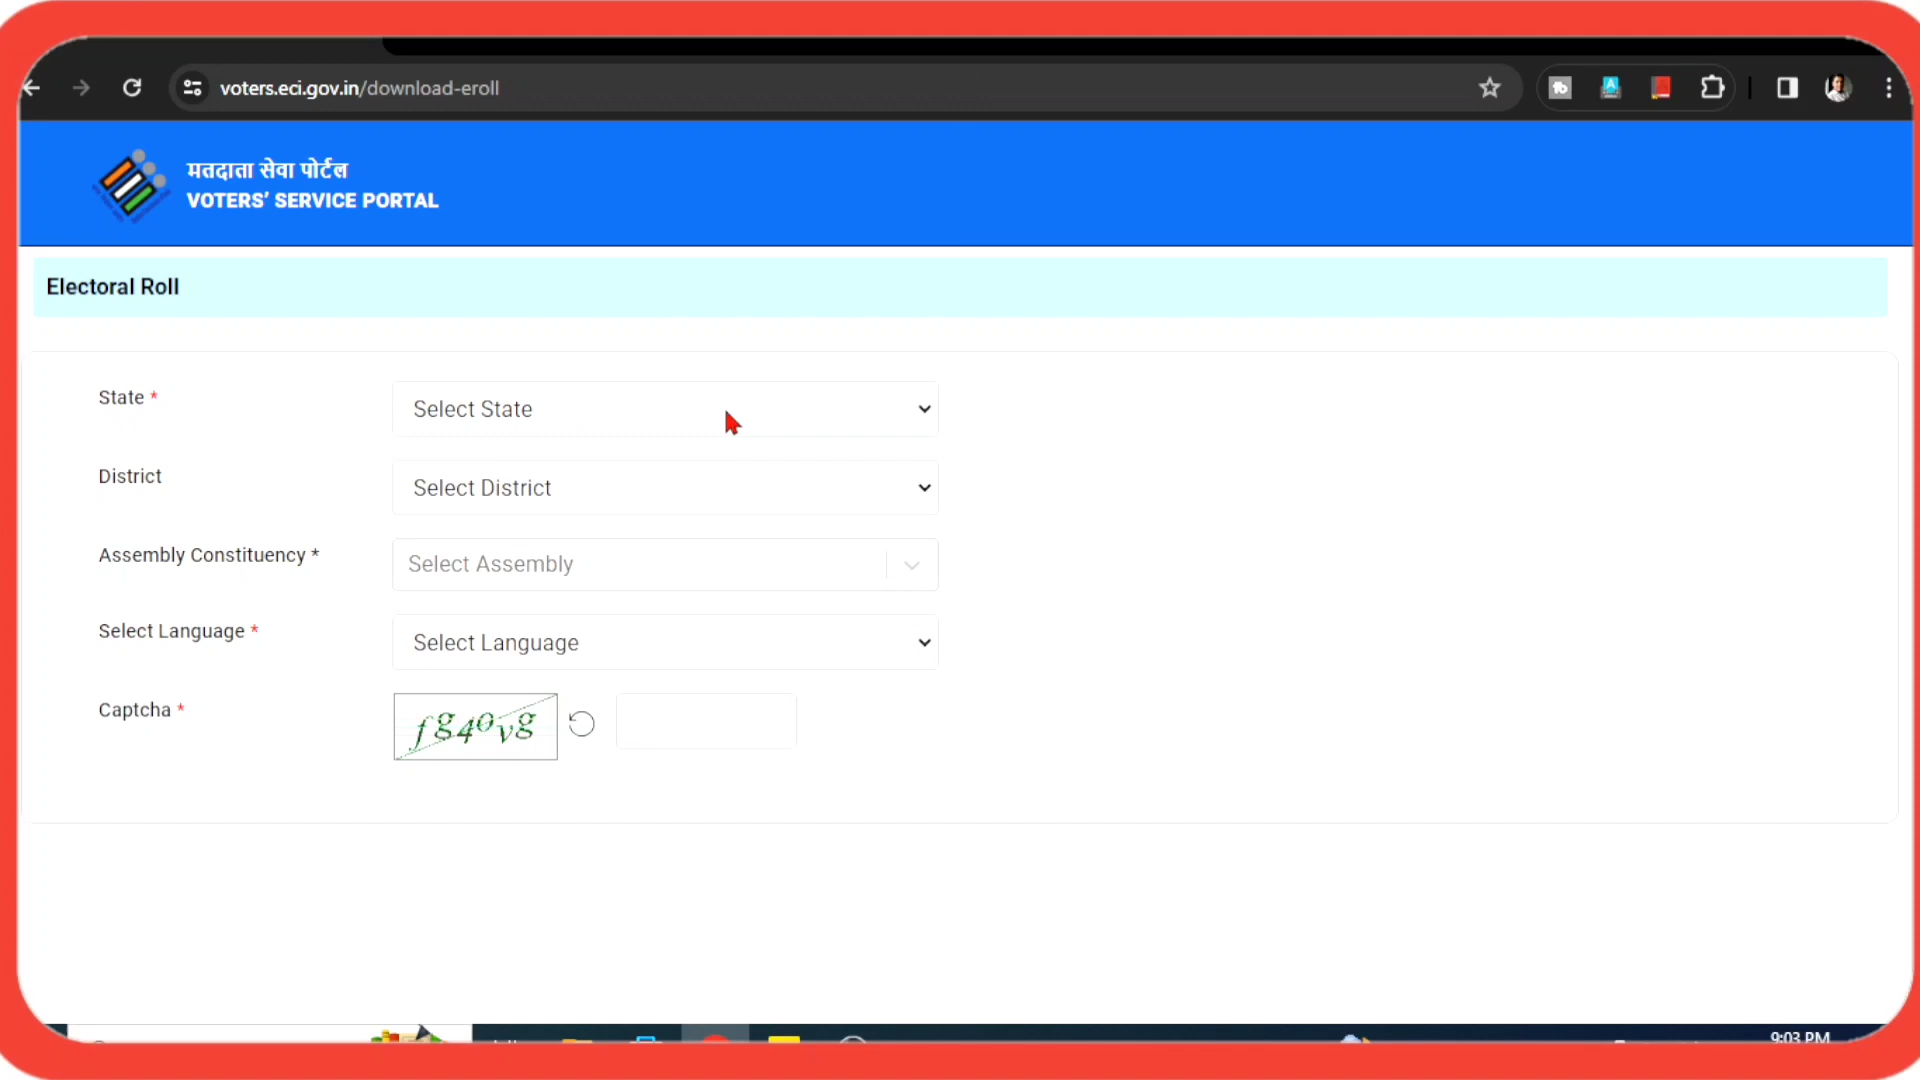 voters.eci.gov.in/download-eroll
मतदाता सेवा पोर्टल
VOTERS' SERVICE PORTAL
Electoral Roll
State *
Select State
District
Select District
Assembly Constituency *
Select Assembly
Select Language *
Select Language
Captcha *
fg40vg
9:03 PM